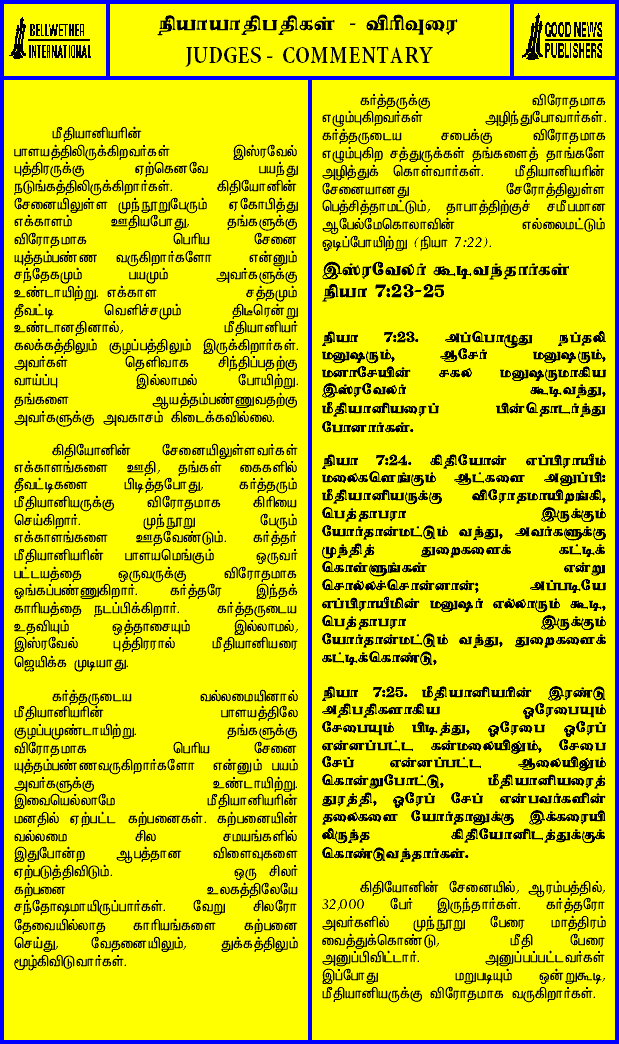 BELLWETHER
INTERNATIONAL
நியாயாதிபதிகள் - விரிவுரை
JUDGES - COMMENTARY
GOOD NEWS
PUBLISHERS
மீதியானியரின்
பாளயத்திலிருக்கிறவர்கள் இஸ்ரவேல்
புத்திரருக்கு ஏற்கெனவே பயந்து
நடுங்கத்திலிருக்கிறார்கள். கிதியோனின்
சேனையிலுள்ள முந்நூறுபேரும் ஏகோபித்து
எக்காளம் ஊதியபோது, தங்களுக்கு
விரோதமாக பெரிய சேனை
யுத்தம்பண்ண வருகிறார்களோ என்னும்
சந்தேகமும் பயமும் அவர்களுக்கு
உண்டாயிற்று. எக்காள சத்தமும்
தீவட்டி வெளிச்சமும் திடீரென்று
உண்டானதினால், மீதியானியர்
கலக்கத்திலும் குழப்பத்திலும் இருக்கிறார்கள்.
அவர்கள் தெளிவாக சிந்திப்பதற்கு
வாய்ப்பு இல்லாமல் போயிற்று.
தங்களை ஆயத்தம்பண்ணுவதற்கு
அவர்களுக்கு அவகாசம் கிடைக்கவில்லை.
கிதியோனின் சேனையிலுள்ளவர்கள்
எக்காளங்களை ஊதி, தங்கள் கைகளில்
தீவட்டிகளை பிடித்தபோது, கர்த்தரும்
மீதியானியருக்கு விரோதமாக கிரியை
செய்கிறார். முந்நூறு பேரும்
எக்காளங்களை ஊதவேண்டும். கர்த்தர்
மீதியானியரின் பாளயமெங்கும் ஒருவர்
பட்டயத்தை ஒருவருக்கு விரோதமாக
ஓங்கப்பண்ணுகிறார். கர்த்தரே இந்தக்
காரியத்தை நடப்பிக்கிறார். கர்த்தருடைய
உதவியும் ஒத்தாசையும் இல்லாமல்,
இஸ்ரவேல் புத்திரரால் மீதியானியரை
ஜெயிக்க முடியாது.
கர்த்தருடைய வல்லமையினால்
மீதியானியரின் பாளயத்திலே
குழப்பமுண்டாயிற்று. தங்களுக்கு
விரோதமாக பெரிய சேனை
யுத்தம்பண்ணவருகிறார்களோ என்னும் பயம்
அவர்களுக்கு உண்டாயிற்று.
இவையெல்லாமே மீதியானியரின்
மனதில் ஏற்பட்ட கற்பனைகள். கற்பனையின்
வல்லமை சில சமயங்களில்
இதுபோன்ற ஆபத்தான விளைவுகளை
ஏற்படுத்திவிடும். ஒரு சிலர்
கற்பனை உலகத்திலேயே
சந்தோஷமாயிருப்பார்கள். வேறு சிலரோ
தேவையில்லாத காரியங்களை கற்பனை
செய்து, வேதனையிலும், துக்கத்திலும்
மூழ்கிவிடுவார்கள்.
கர்த்தருக்கு விரோதமாக
எழும்புகிறவர்கள் அழிந்துபோவார்கள்.
கர்த்தருடைய சபைக்கு விரோதமாக
எழும்புகிற சத்துருக்கள் தங்களைத் தாங்களே
அழித்துக் கொள்வார்கள். மீதியானியரின்
சேனையானது சேரோத்திலுள்ள
பெத்சித்தாமட்டும், தாபாத்திற்குச் சமீபமான
ஆபேல்மேகொலாவின் எல்லைமட்டும்
ஓடிப்போயிற்று (நியா 7:22).
இஸ்ரவேலர் கூடிவந்தார்கள்
நியா 7:23-25
நியா 7:23. அப்பொழுது நப்தலி
மனுஷரும், ஆசேர் மனுஷரும்,
மனாசேயின் சகல மனுஷருமாகிய
இஸ்ரவேலர் கூடிவந்து,
மீதியானியரைப் பின்தொடர்ந்து
போனார்கள்.
நியா 7:24. கிதியோன் எப்பிராயீம்
மலைகளெங்கும் ஆட்களை அனுப்பி:
மீதியானியருக்கு விரோதமாயிறங்கி,
பெத்தாபரா இருக்கும்
யோர்தான்மட்டும் வந்து, அவர்களுக்கு
முந்தித் துறைகளைக் கட்டிக்
கொள்ளுங்கள் என்று
சொல்லச்சொன்னான்; அப்படியே
எப்பிராயீமின் மனுஷர் எல்லாரும் கூடி,
பெத்தாபரா இருக்கும்
யோர்தான்மட்டும் வந்து, துறைகளைக்
கட்டிக்கொண்டு,
நியா 7:25. மீதியானியரின் இரண்டு
அதிபதிகளாகிய ஓரேபையும்
சேபையும் பிடித்து, ஓரேபை ஓரேப்
என்னப்பட்ட கன்மலையிலும், சேபை
சேப் என்னப்பட்ட ஆலையிலும்
கொன்றுபோட்டு, மீதியானியரைத்
துரத்தி, ஓரேப் சேப் என்பவர்களின்
தலைகளை யோர்தானுக்கு இக்கரையி
லிருந்த கிதியோனிடத்துக்குக்
கொண்டுவந்தார்கள்.
கிதியோனின் சேனையில், ஆரம்பத்தில்,
32,000 பேர் இருந்தார்கள். கர்த்தரோ
அவர்களில் முந்நூறு பேரை மாத்திரம்
வைத்துக்கொண்டு, மீதி பேரை
அனுப்பிவிட்டார். அனுப்பப்பட்டவர்கள்
இப்போது மறுபடியும் ஒன்றுகூடி,
மீதியானியருக்கு விரோதமாக வருகிறார்கள்.